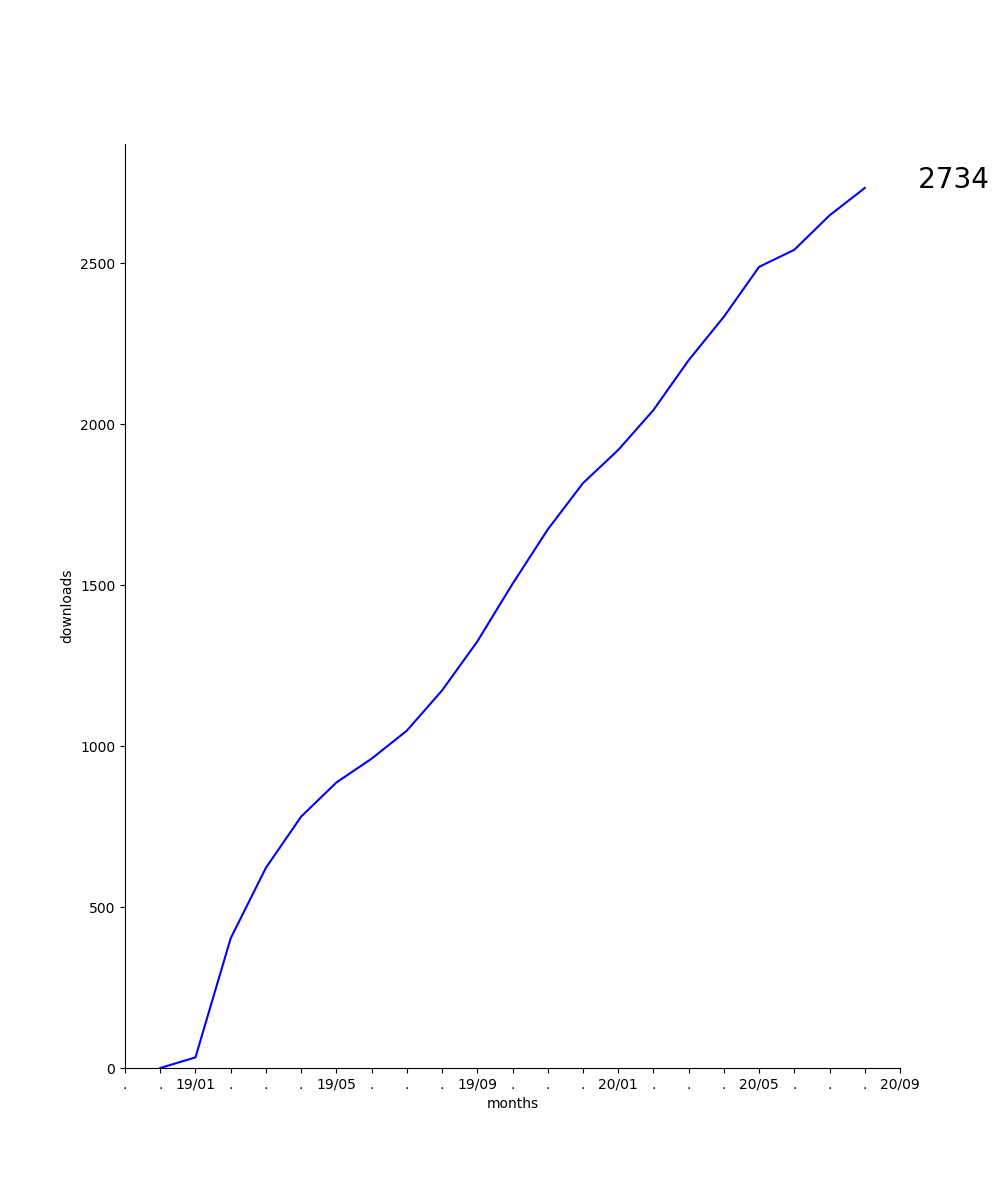 2734
2500
2000
1500
1000
500
0
downloads
. . 19/01 . . . 19/05 . . . 19/09 . . . 20/01 . . . 20/05 . . . 20/09
months